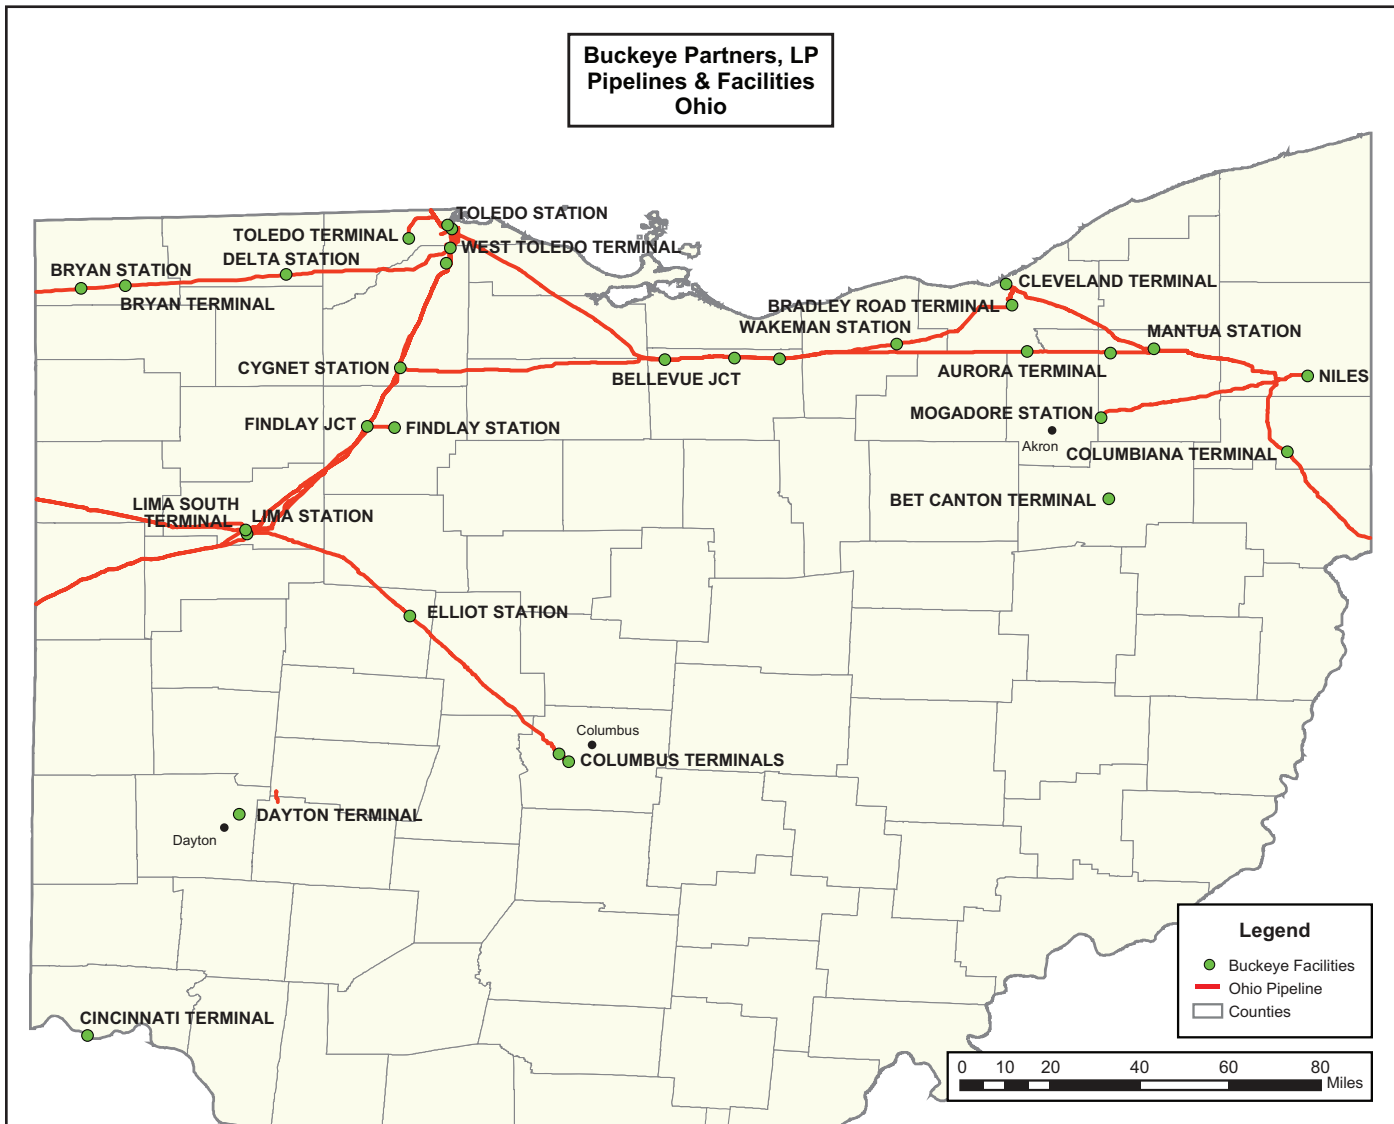 Buckeye Partners, LP
Pipelines & Facilities
Ohio
TOLEDO STATION
TOLEDO TERMINAL
WEST TOLEDO TERMINAL
DELTA STATION
BRYAN STATION
BRYAN TERMINAL
CLEVELAND TERMINAL
BRADLEY ROAD TERMINAL
WAKEMAN STATION
MANTUA STATION
CYGNET STATION
BELLEVUE JCT
AURORA TERMINAL
NILES
MOGADORE STATION
FINDLAY JCT
FINDLAY STATION
Akron
COLUMBIANA TERMINAL
BET CANTON TERMINAL
LIMA SOUTH
TERMINAL
LIMA STATION
ELLIOT STATION
Columbus
COLUMBUS TERMINALS
DAYTON TERMINAL
Dayton
CINCINNATI TERMINAL
Legend
Buckeye Facilities
Ohio Pipeline
Counties
0 10 20 40 60 80
Miles